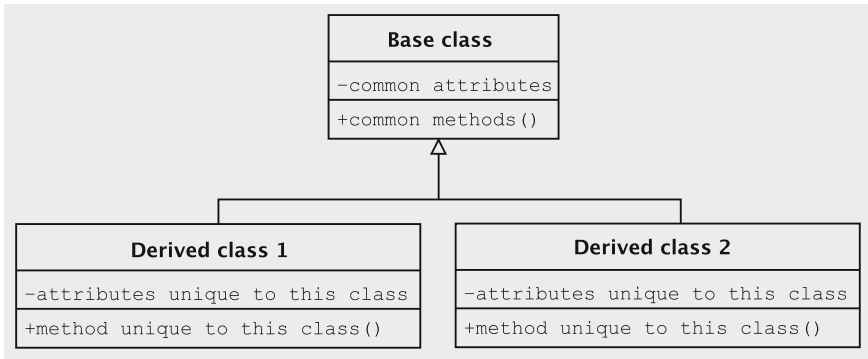 Base class
-common attributes
+common methods()
Derived class 1
-attributes unique to this class
+method unique to this class()
Derived class 2
-attributes unique to this class
+method unique to this class()